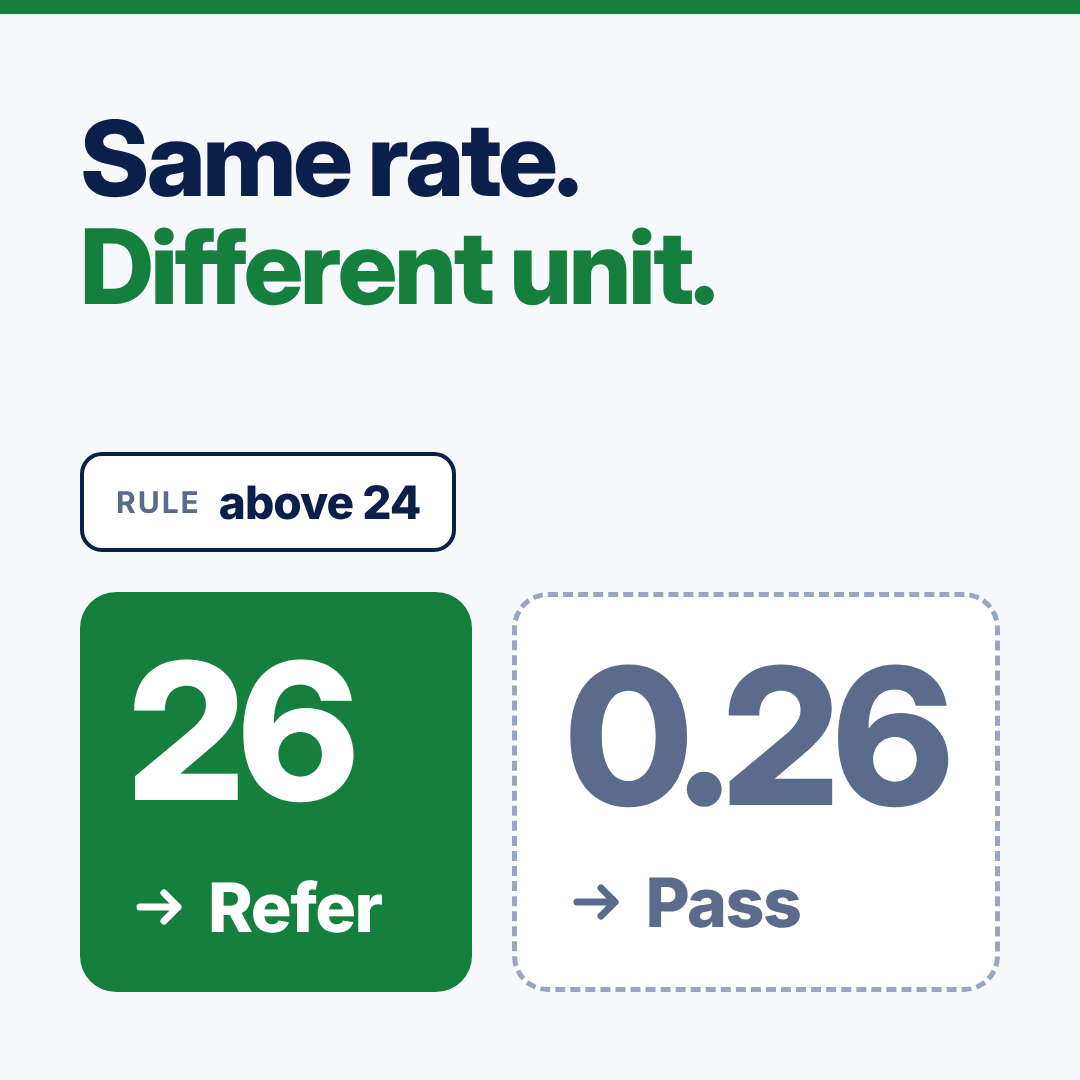 Same rate.
Different unit.
RULE above 24
26
→ Refer
0.26
→ Pass